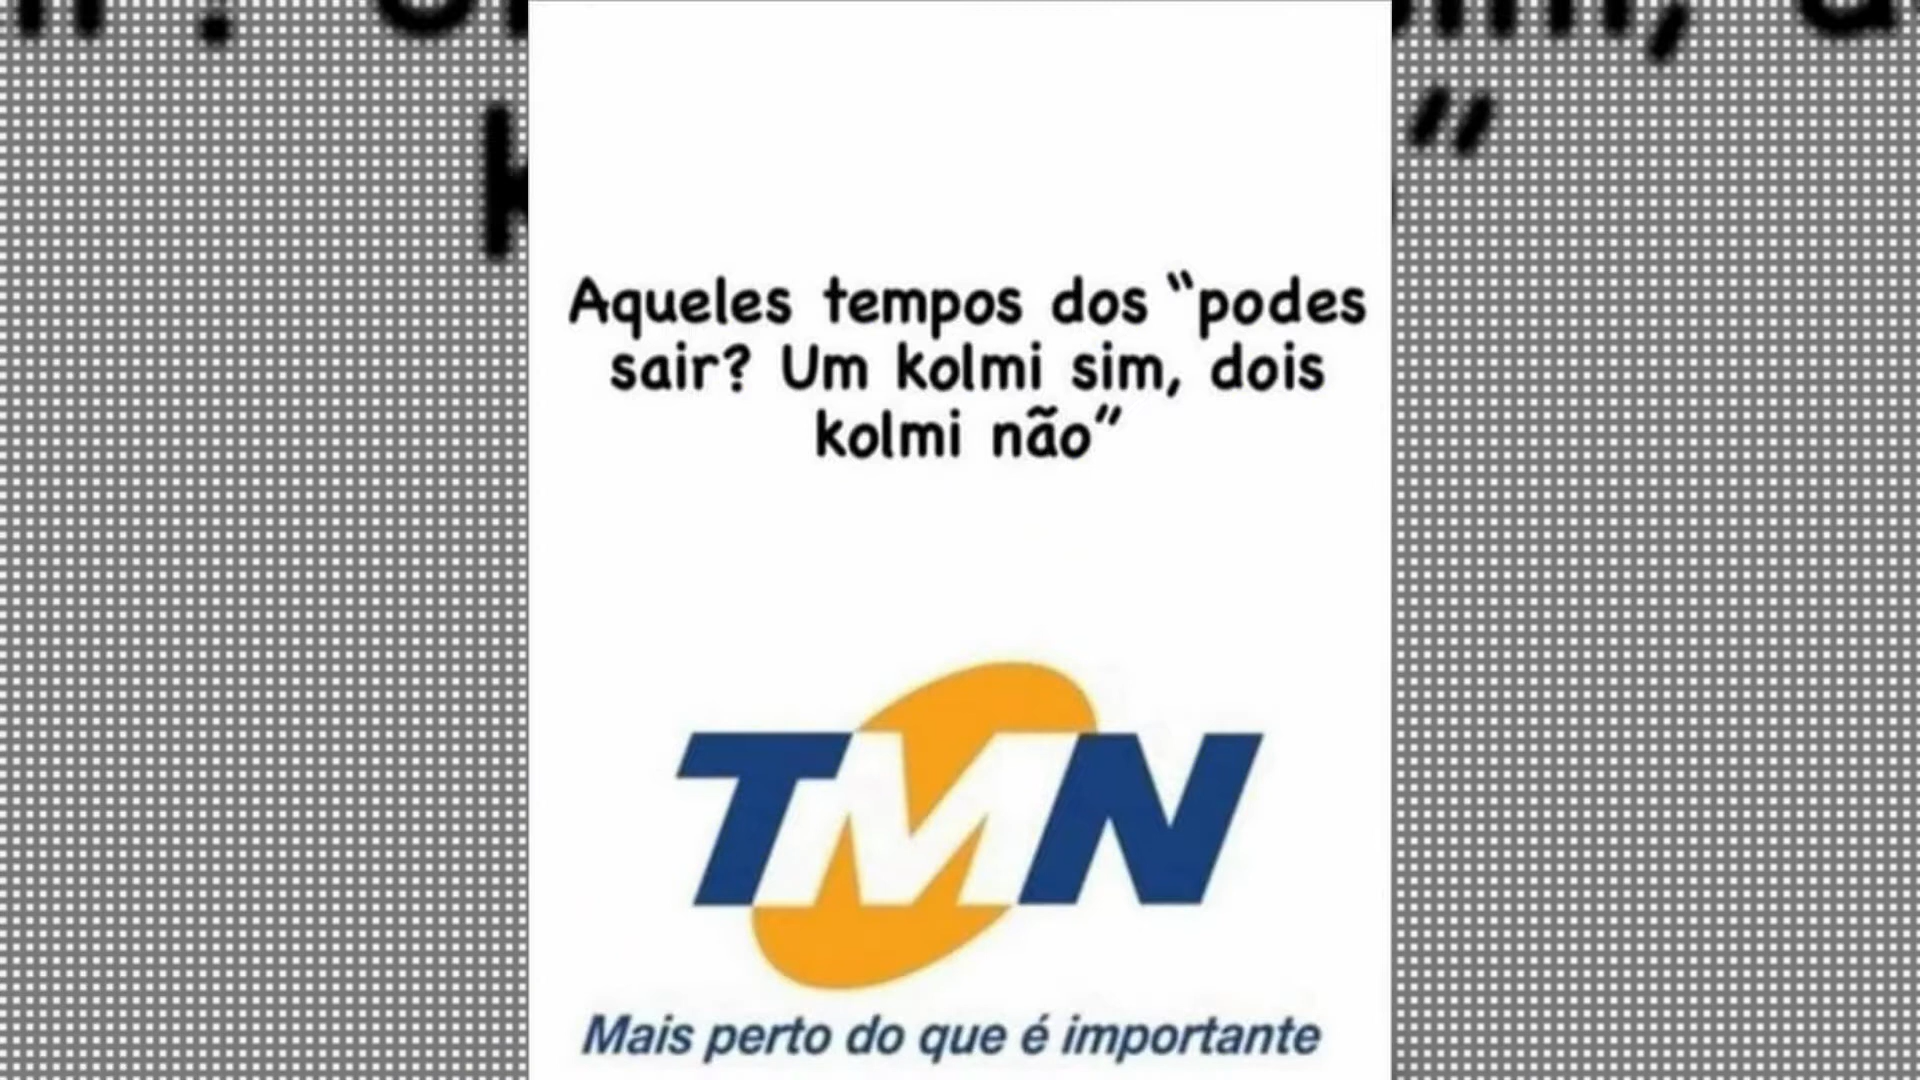 Aqueles tempos dos “podes
sair? Um kolmi sim, dois
kolmi não”
TMN
Mais perto do que é importante